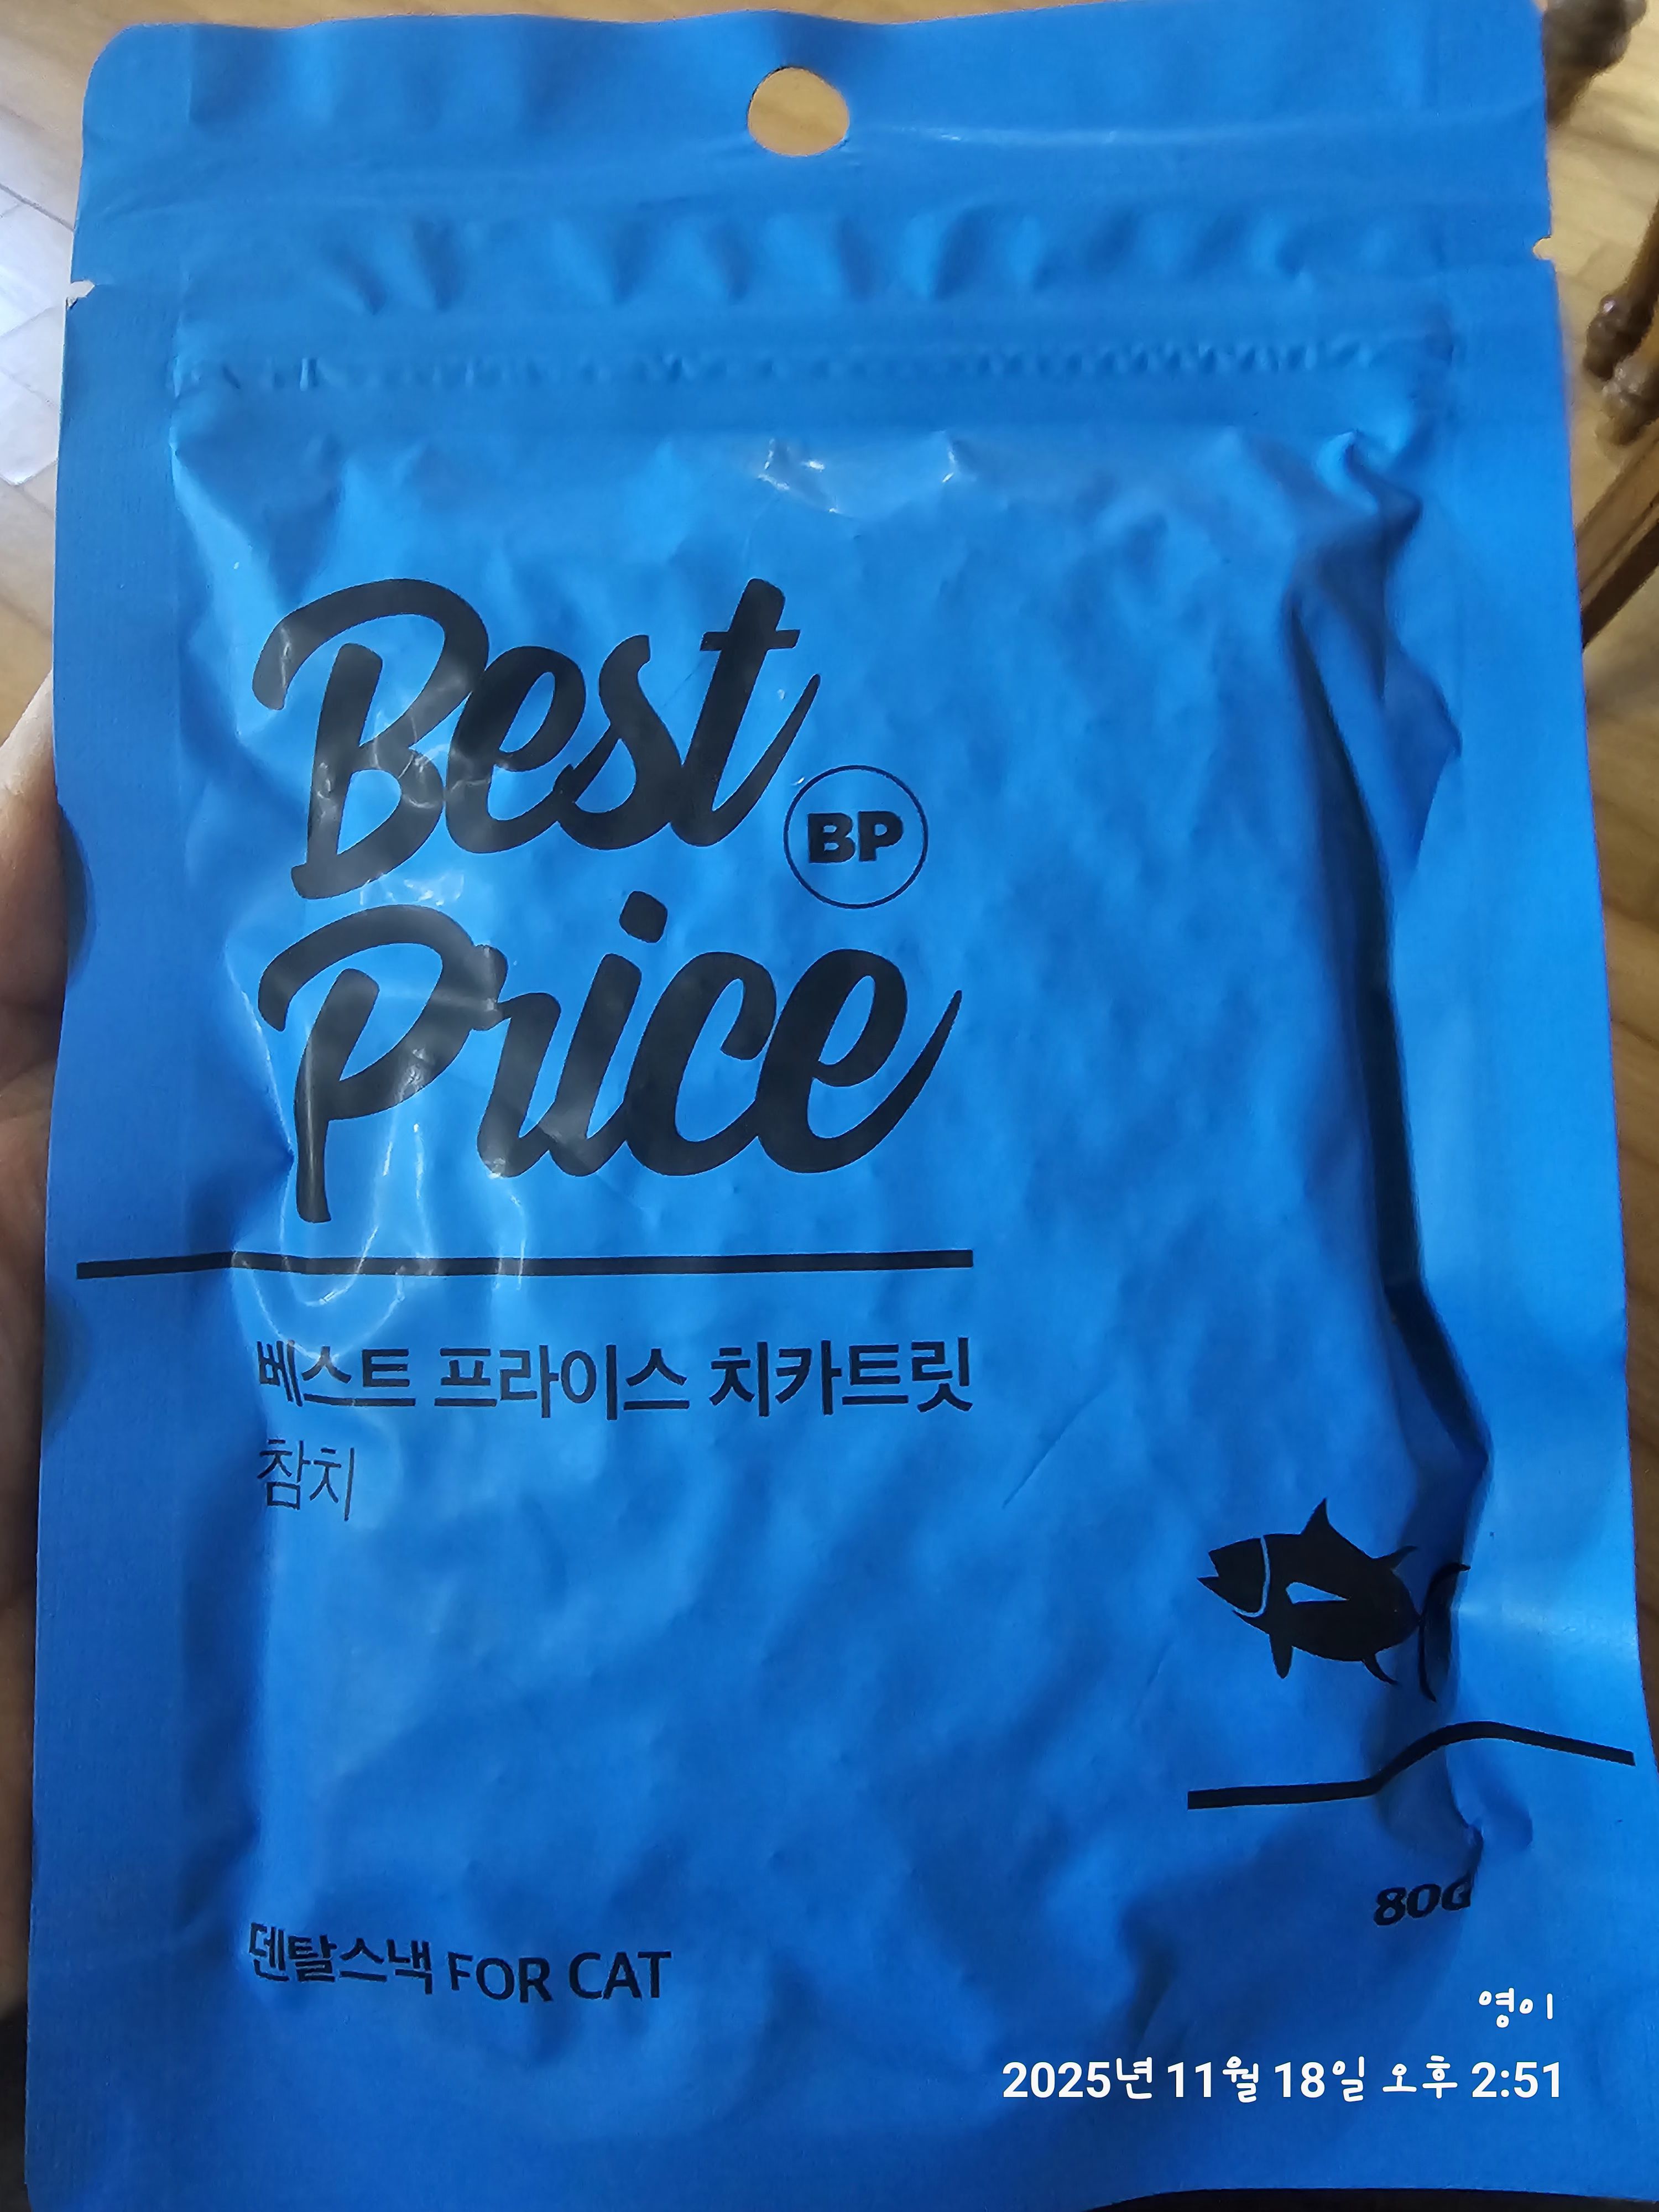 Best
BP
Price
베스트 프라이스 치카트릿
참치
80G
덴탈스낵 FOR CAT
영이
2025년 11월 18일 오후 2:51